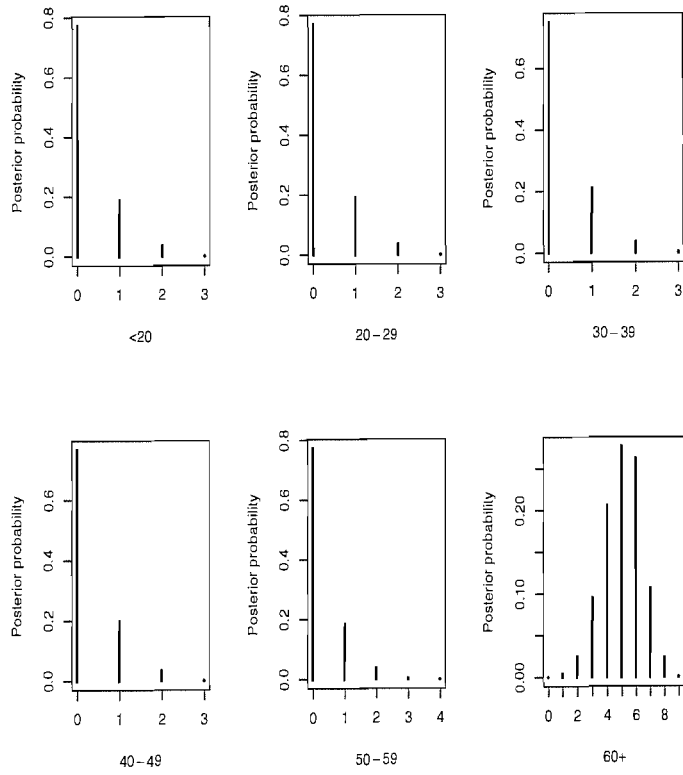 Posterior probability
0.0 0.2 0.4 0.6 0.8
0 1 2 3
<20
Posterior probability
0.0 0.2 0.4 0.6 0.8
0 1 2 3 4
20-29
Posterior probability
0.0 0.2 0.4 0.6
0 1 2 3
30-39
Posterior probability
0.0 0.2 0.4 0.6
0 1 2 3
40-49
Posterior probability
0.0 0.2 0.4 0.6 0.8
0 1 2 3 4
50-59
Posterior probability
0.00 0.10 0.20
0 2 4 6 8
60+